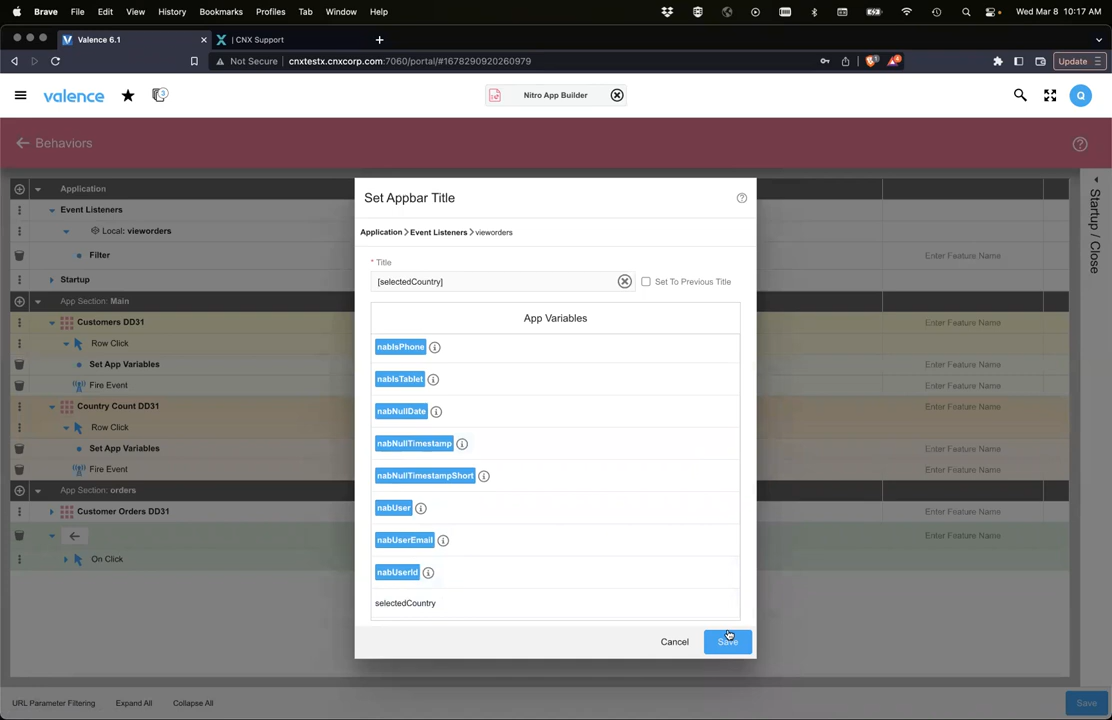 Brave File Edit View History Bookmarks Profiles Tab Window Help Wed Mar 8 10:17 AM
Valence 6.1 | CNX Support
Not Secure cnxtestx.cnxcorp.com:7060/portal/#1678290920260979 Update
valence 3 Nitro App Builder Q
Behaviors
Application
Event Listeners
Local: vieworders
Filter Enter Feature Name
Startup
App Section: Main
Customers DD31 Enter Feature Name
Row Click
Set App Variables Enter Feature Name
Fire Event Enter Feature Name
Country Count DD31 Enter Feature Name
Row Click
Set App Variables Enter Feature Name
Fire Event Enter Feature Name
App Section: orders
Customer Orders DD31 Enter Feature Name
Enter Feature Name
On Click
Startup / Close
Set Appbar Title
Application > Event Listeners > vieworders
* Title
[selectedCountry] Set To Previous Title
App Variables
nabIsPhone
nabIsTablet
nabNullDate
nabNullTimestamp
nabNullTimestampShort
nabUser
nabUserEmail
nabUserId
selectedCountry
Cancel Save
URL Parameter Filtering Expand All Collapse All Save